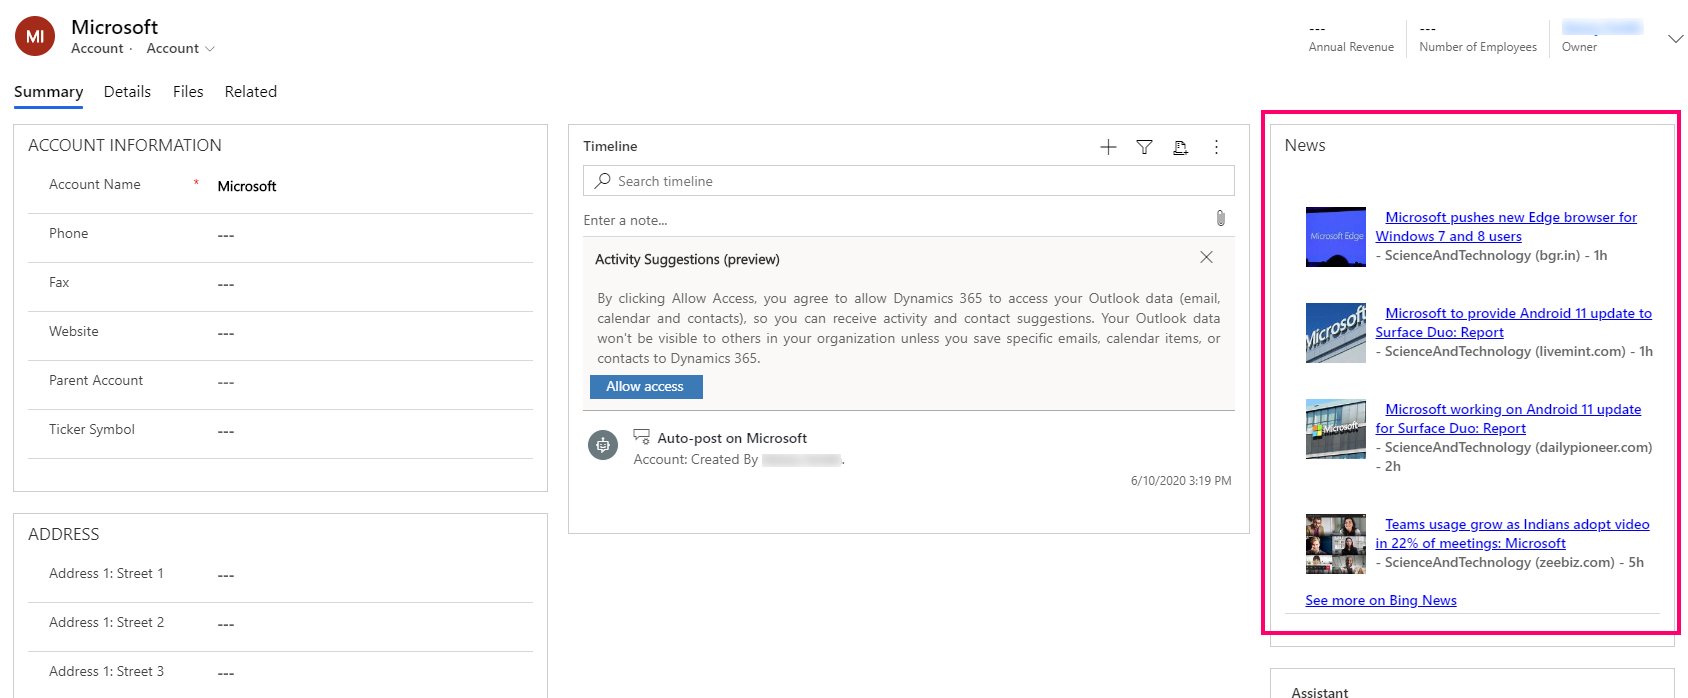 MI
Microsoft
Account · Account
---
Annual Revenue
---
Number of Employees
Owner
Summary Details Files Related
ACCOUNT INFORMATION
Account Name * Microsoft
Phone ---
Fax ---
Website ---
Parent Account ---
Ticker Symbol ---
ADDRESS
Address 1: Street 1 ---
Address 1: Street 2 ---
Address 1: Street 3 ---
Timeline
Search timeline
Enter a note...
Activity Suggestions (preview)
By clicking Allow Access, you agree to allow Dynamics 365 to access your Outlook data (email,
calendar and contacts), so you can receive activity and contact suggestions. Your Outlook data
won't be visible to others in your organization unless you save specific emails, calendar items, or
contacts to Dynamics 365.
Allow access
Auto-post on Microsoft
Account: Created By .
6/10/2020 3:19 PM
News
Microsoft Edge
Microsoft pushes new Edge browser for
Windows 7 and 8 users
- ScienceAndTechnology (bgr.in) - 1h
Microsoft
Microsoft to provide Android 11 update to
Surface Duo: Report
- ScienceAndTechnology (livemint.com) - 1h
Microsoft
Microsoft working on Android 11 update
for Surface Duo: Report
- ScienceAndTechnology (dailypioneer.com)
- 2h
Teams usage grow as Indians adopt video
in 22% of meetings: Microsoft
- ScienceAndTechnology (zeebiz.com) - 5h
See more on Bing News
Assistant